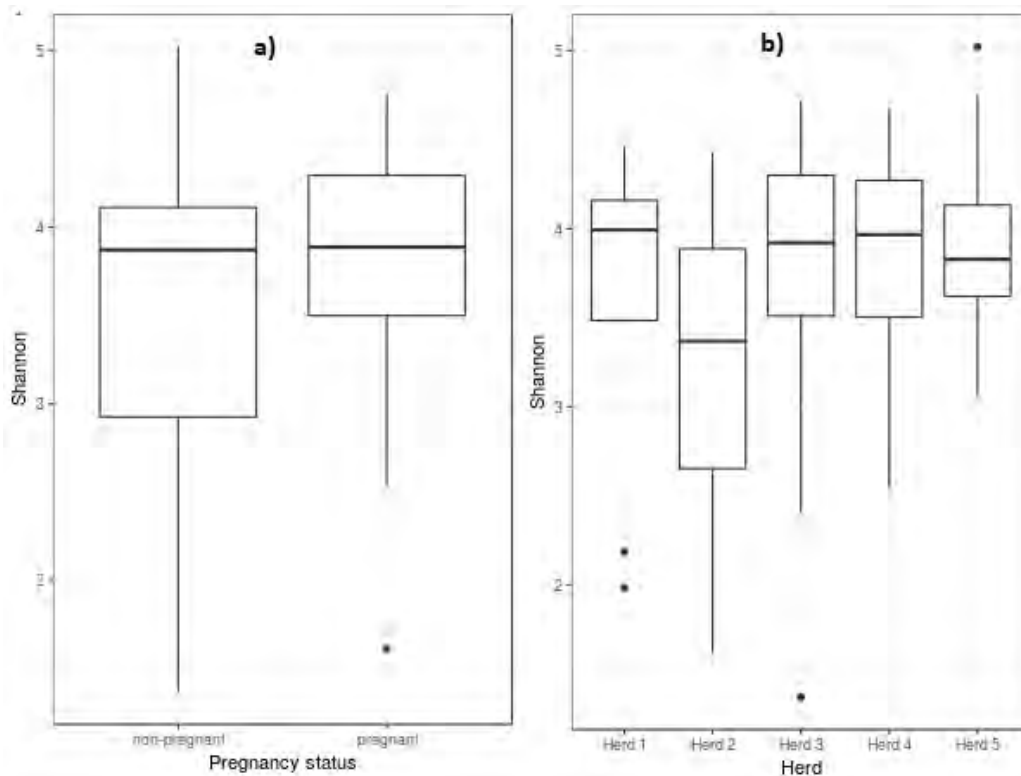 a)
5
4
3
2
Shannon
non-pregnant pregnant
Pregnancy status
b)
5
4
3
2
Shannon
Herd 1 Herd 2 Herd 3 Herd 4 Herd 5
Herd